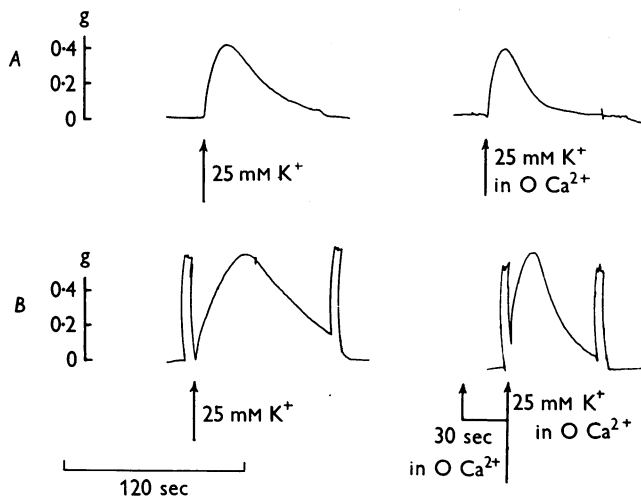 g
A
0·4
0·2
0
25 mM K+
25 mM K+
in O Ca2+
g
B
0·4
0·2
0
25 mM K+
25 mM K+
in O Ca2+
30 sec
in O Ca2+
120 sec